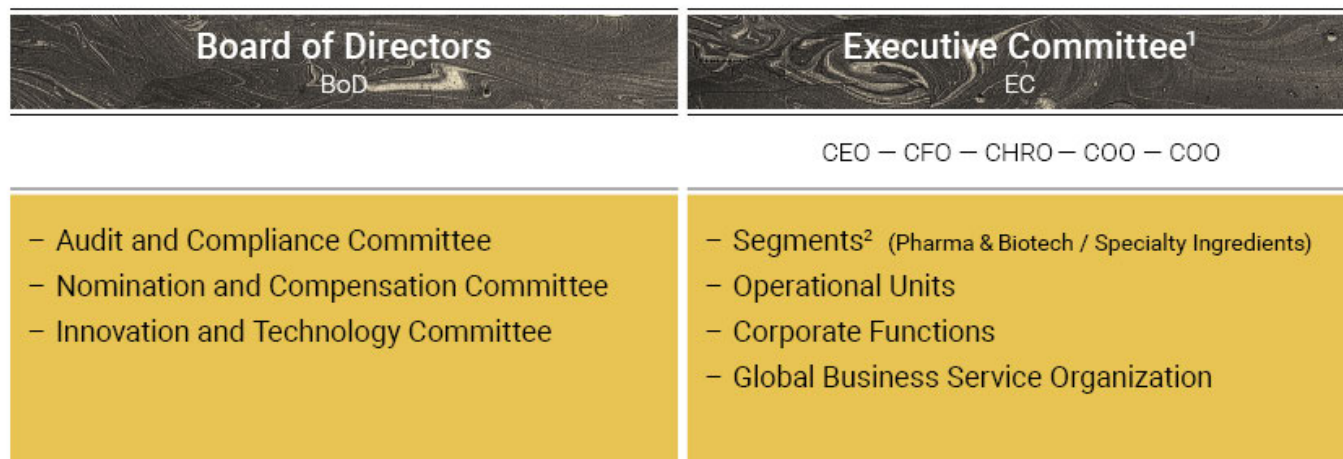 Board of Directors
BoD
Executive Committee¹
EC
CEO — CFO — CHRO — COO — COO
– Audit and Compliance Committee
– Nomination and Compensation Committee
– Innovation and Technology Committee
– Segments² (Pharma & Biotech / Specialty Ingredients)
– Operational Units
– Corporate Functions
– Global Business Service Organization